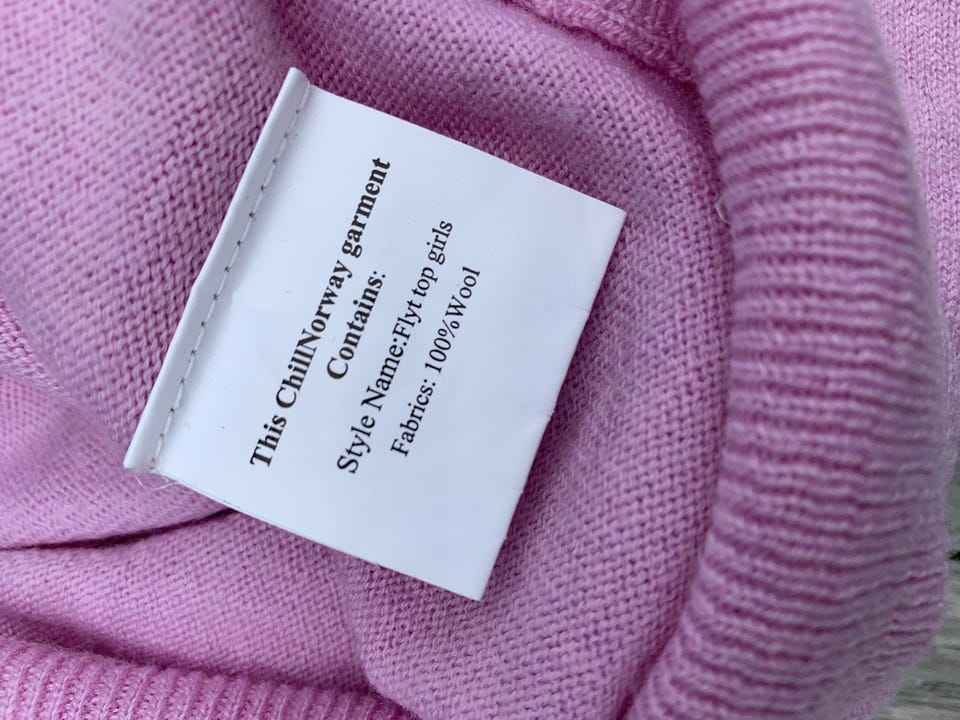 This ChillNorway garment
Contains:
Style Name:Flyt top girls
Fabrics: 100%Wool